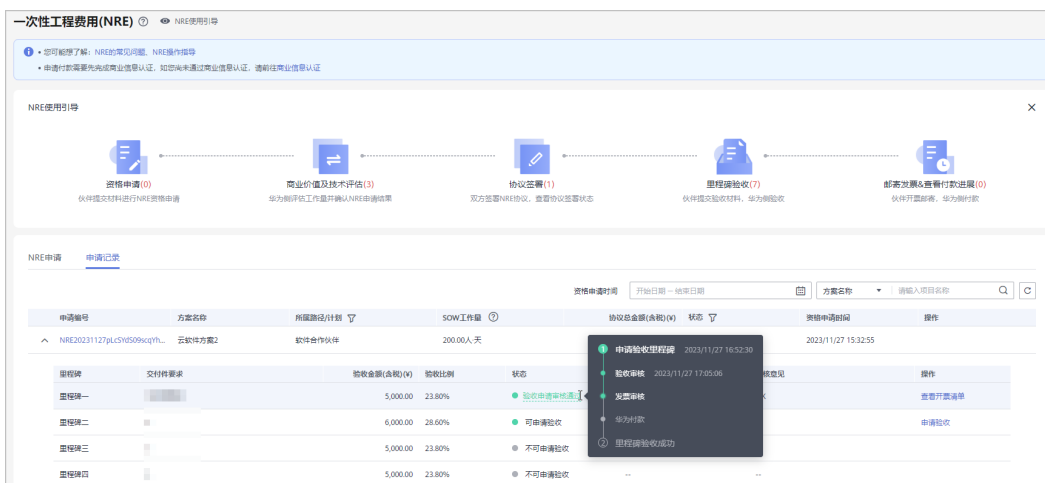 一次性工程费用(NRE) NRE使用引导
• 您可能想了解：NRE的常见问题、NRE操作指导
• 申请付款需要先完成商业信息认证，如您尚未通过商业信息认证，请前往商业信息认证
NRE使用引导
资格申请(0) 商业价值及技术评估(3) 协议签署(1) 里程碑验收(7) 邮寄发票&查看付款进展(0)
伙伴提交材料进行NRE资格申请 华为侧评估工作量并确认NRE申请结果 双方签署NRE协议，查看协议签署状态 伙伴提交验收材料，华为侧验收 伙伴开票邮寄，华为侧付款
NRE申请 申请记录
资格申请时间 开始日期 – 结束日期 方案名称 请输入项目名称
申请编号 方案名称 所属路径/计划 SOW工作量 协议总金额(含税)(¥) 状态 资格申请时间 操作
NRE20231127pLcSYdS09scqYh... 云软件方案2 软件合作伙伴 200.00人·天 2023/11/27 15:32:55
1 申请验收里程碑 2023/11/27 16:52:30
验收审核 2023/11/27 17:05:06
发票审核
华为付款
2 里程碑验收成功
里程碑 交付件要求 验收金额(含税)(¥) 验收比例 状态 核意见 操作
里程碑一 5,000.00 23.80% 验收申请审核通 查看开票清单
里程碑二 6,000.00 28.60% 可申请验收 申请验收
里程碑三 5,000.00 23.80% 不可申请验收
里程碑四 5,000.00 23.80% 不可申请验收 -- --